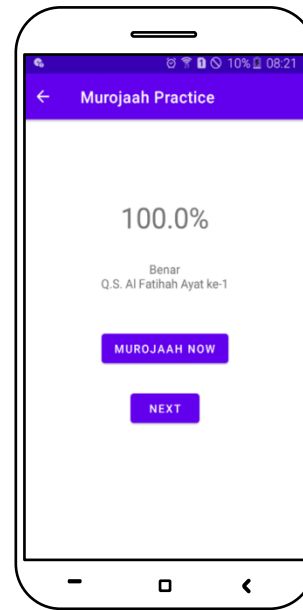 10% 08:21
Murojaah Practice
100.0%
Benar
Q.S. Al Fatihah Ayat ke-1
MUROJAAH NOW
NEXT